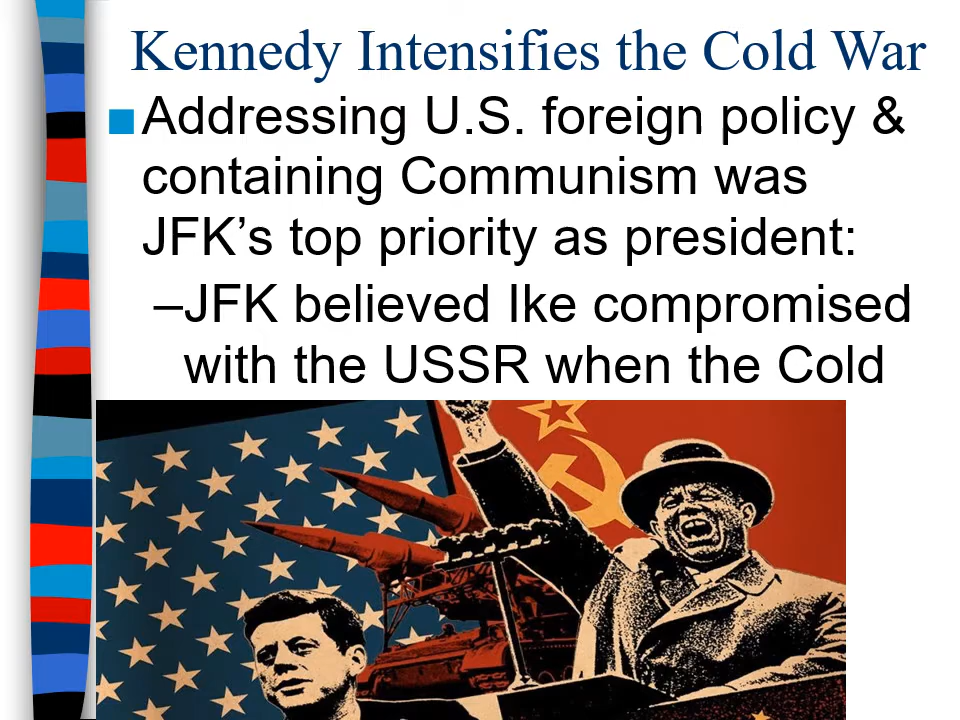 Kennedy Intensifies the Cold War
■Addressing U.S. foreign policy &
containing Communism was
JFK’s top priority as president:
–JFK believed Ike compromised
with the USSR when the Cold